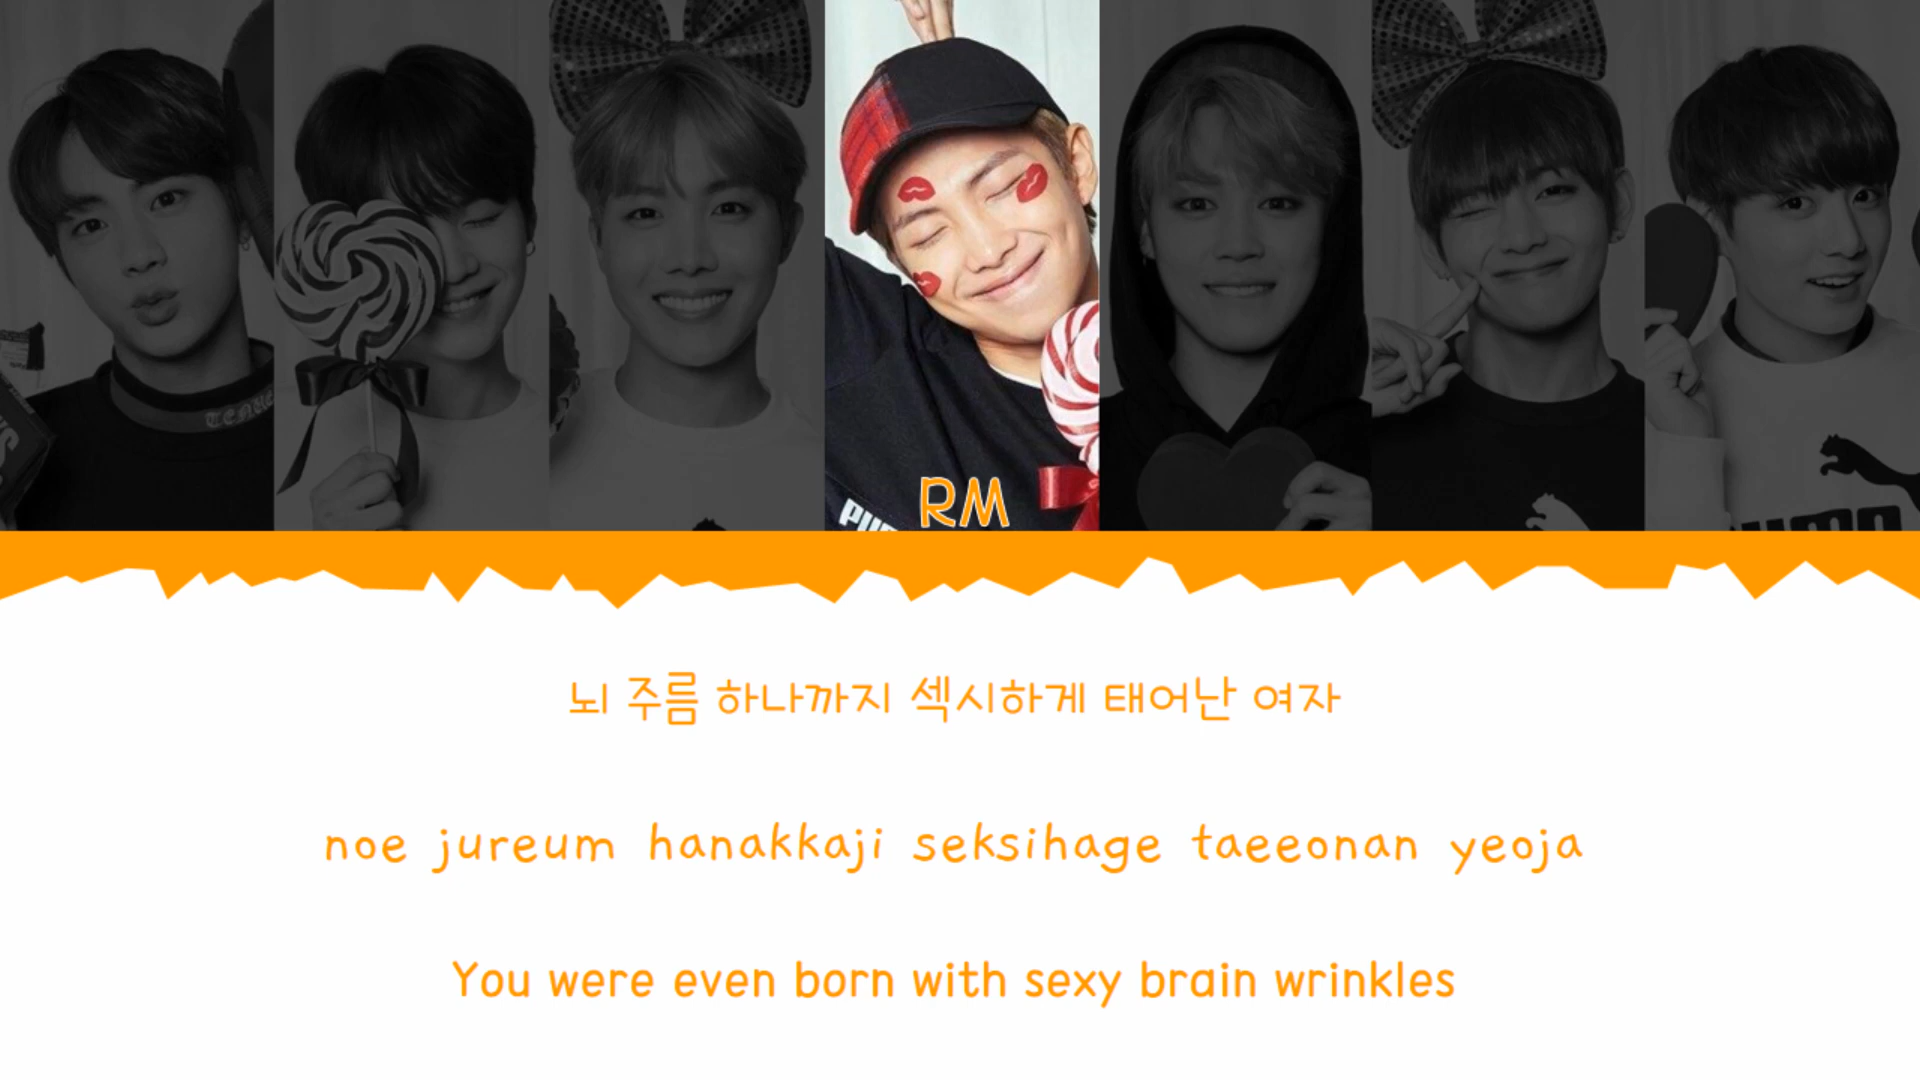 RM
뇌 주름 하나까지 섹시하게 태어난 여자
noe jureum hanakkaji seksihage taeeonan yeoja
You were even born with sexy brain wrinkles